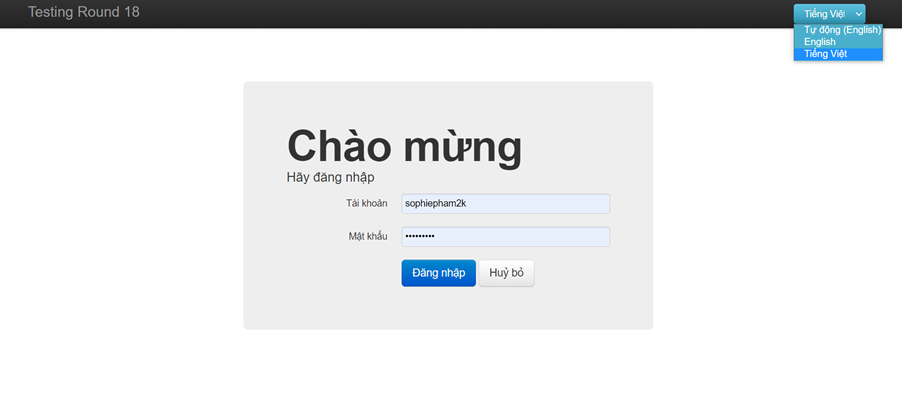 Testing Round 18
Tiếng Việt
Tự động (English)
English
Tiếng Việt
Chào mừng
Hãy đăng nhập
Tài khoản sophiepham2k
Mật khẩu •••••••••
Đăng nhập Huỷ bỏ